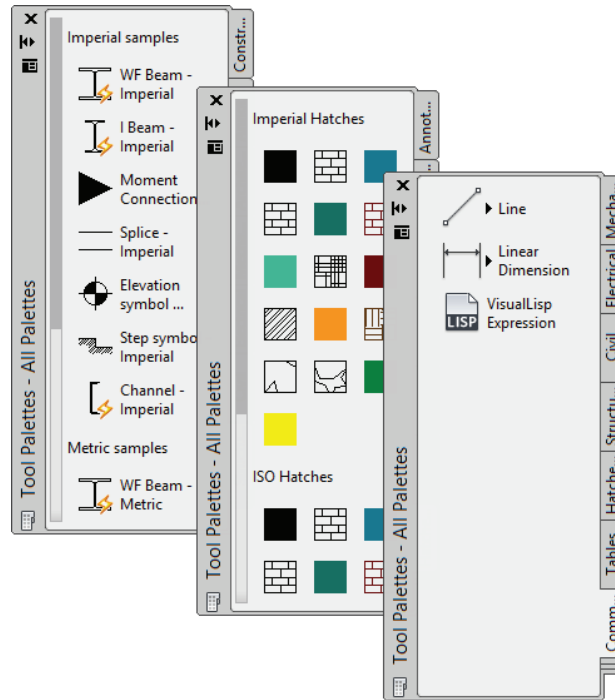 Imperial samples
WF Beam -
Imperial
I Beam -
Imperial
Moment
Connection
Splice -
Imperial
Elevation
symbol ...
Step symbo
Imperial
Channel -
Imperial
Metric samples
WF Beam -
Metric
Constr...
Tool Palettes - All Palettes
Imperial Hatches
ISO Hatches
Annot...
Tool Palettes - All Palettes
Line
Linear
Dimension
LISP
VisualLisp
Expression
Mecha...
Electrical
Civil
Structu...
Hatche...
Tables
Comm...
Tool Palettes - All Palettes